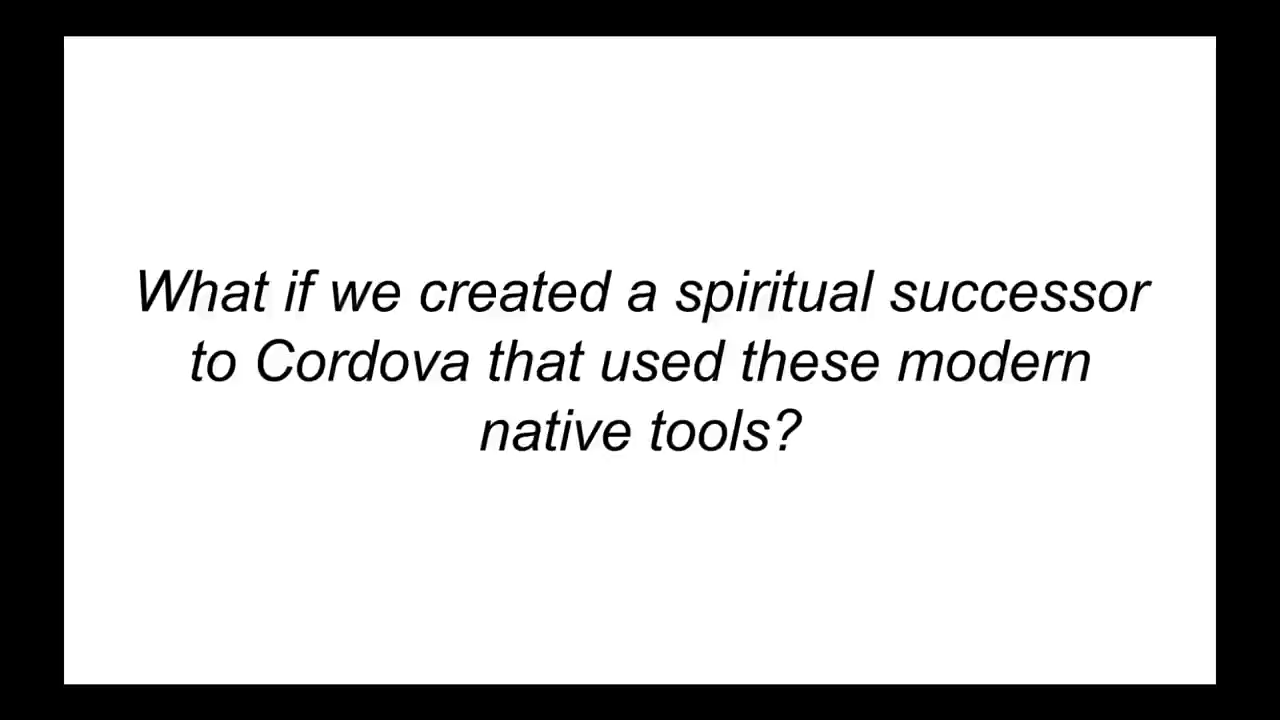 What if we created a spiritual successor
to Cordova that used these modern
native tools?